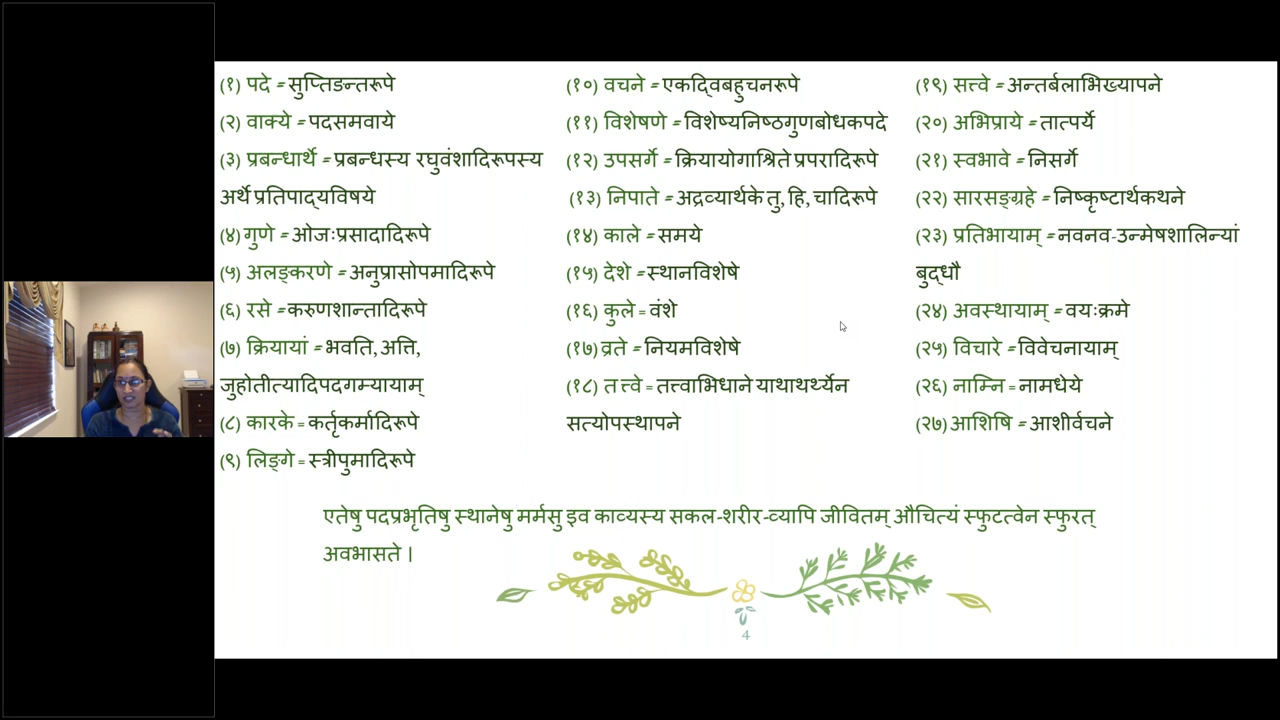 (१) पदे = सुप्तिङन्तरूपे
(२) वाक्ये = पदसमवाये
(३) प्रबन्धार्थे = प्रबन्धस्य रघुवंशादिरूपस्य
अर्थे प्रतिपाद्यविषये
(४) गुणे = ओजःप्रसादादिरूपे
(५) अलङ्करणे = अनुप्रासोपमादिरूपे
(६) रसे = करुणशान्तादिरूपे
(७) क्रियायां = भवति, अत्ति,
जुहोतीत्यादिपदगम्यायाम्
(८) कारके = कर्तृकर्मादिरूपे
(९) लिङ्गे = स्त्रीपुमादिरूपे
(१०) वचने = एकद्विबहुचनरूपे
(११) विशेषणे = विशेष्यनिष्ठगुणबोधकपदे
(१२) उपसर्गे = क्रियायोगाश्रिते प्रपरादिरूपे
(१३) निपाते = अद्रव्यार्थके तु, हि, चादिरूपे
(१४) काले = समये
(१५) देशे = स्थानविशेषे
(१६) कुले = वंशे
(१७) व्रते = नियमविशेषे
(१८) तत्त्वे = तत्त्वाभिधाने याथार्थ्येन
सत्योपस्थापने
(१९) सत्त्वे = अन्तर्बलाभिख्यापने
(२०) अभिप्राये = तात्पर्ये
(२१) स्वभावे = निसर्गे
(२२) सारसङ्ग्रहे = निष्कृष्टार्थकथने
(२३) प्रतिभायाम् = नवनव-उन्मेषशालिन्यां
बुद्धौ
(२४) अवस्थायाम् = वयःक्रमे
(२५) विचारे = विवेचनायाम्
(२६) नाम्नि = नामधेये
(२७) आशिषि = आशीर्वचने
एतेषु पदप्रभृतिषु स्थानेषु मर्मसु इव काव्यस्य सकल-शरीर-व्यापि जीवितम् औचित्यं स्फुटत्वेन स्फुरत्
अवभासते ।
4